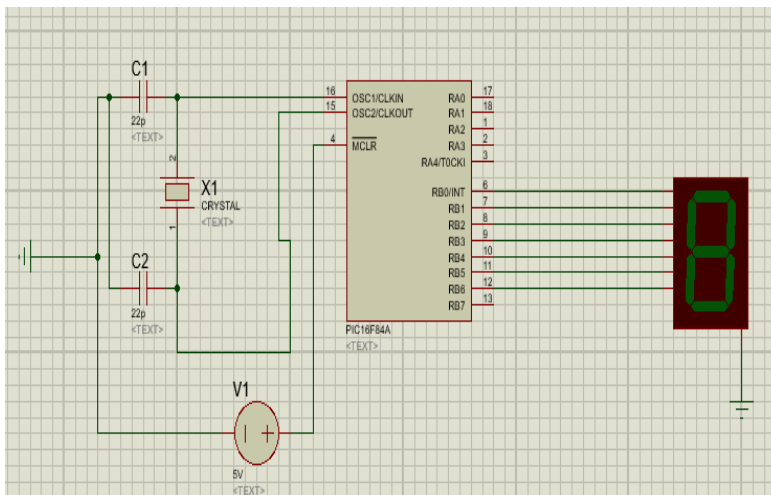 C1
22p
<TEXT>
2
X1
CRYSTAL
<TEXT>
1
C2
22p
<TEXT>
16 OSC1/CLKIN
15 OSC2/CLKOUT
4 MCLR
RA0 17
RA1 18
RA2 1
RA3 2
RA4/T0CKI 3
RB0/INT 6
RB1 7
RB2 8
RB3 9
RB4 10
RB5 11
RB6 12
RB7 13
PIC16F84A
<TEXT>
V1
5V
<TEXT>